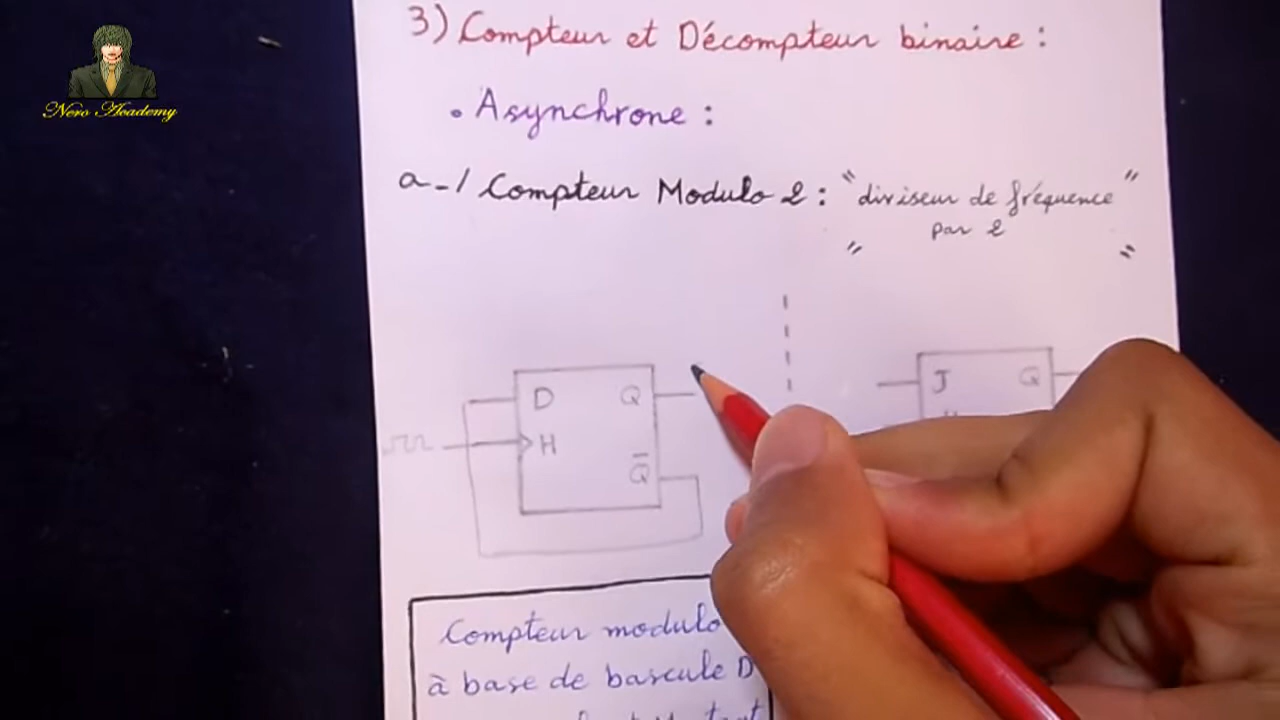 Nero Academy
3) Compteur et Décompteur binaire :
• Asynchrone :
a-/ Compteur Modulo 2 : "diviseur de fréquence"
"par 2"
D Q
J Q
H
Q̅
Compteur modulo
à base de bascule D